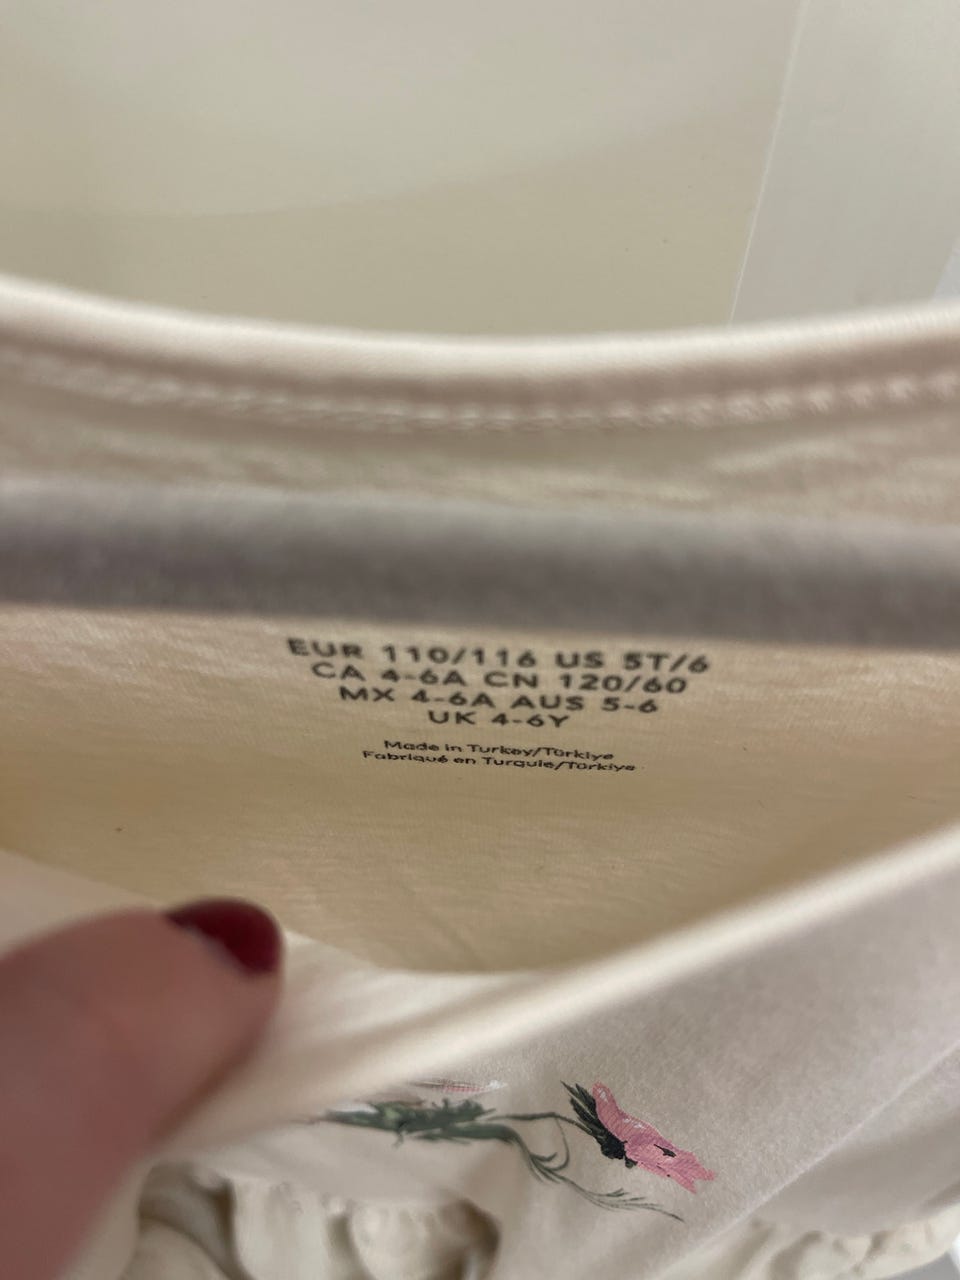 EUR 110/116 US 5T/6
CA 4-6A CN 120/60
MX 4-6A AUS 5-6
UK 4-6Y
Made in Turkey/Türkiye
Fabriqué en Turquie/Türkiye